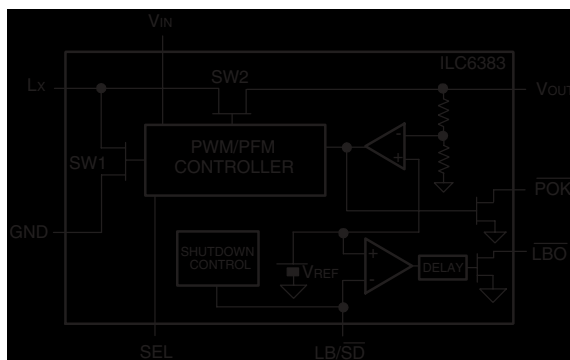 VIN
ILC6383
LX
SW2
VOUT
SW1
PWM/PFM
CONTROLLER
-
+
POK
GND
SHUTDOWN
CONTROL
VREF
+
-
DELAY
LBO
SEL
LB/SD